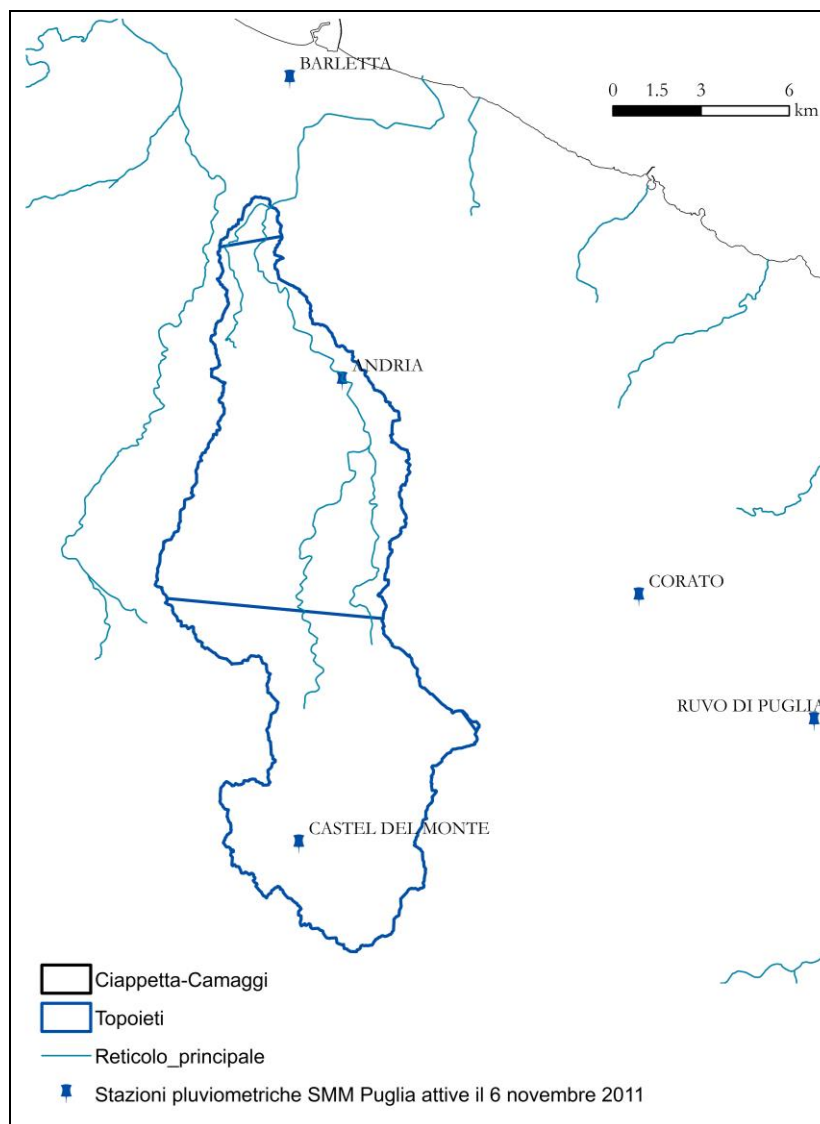 BARLETTA
0 1.5 3 6
km
ANDRIA
CORATO
RUVO DI PUGLIA
CASTEL DEL MONTE
Ciappetta-Camaggi
Topoieti
Reticolo_principale
Stazioni pluviometriche SMM Puglia attive il 6 novembre 2011